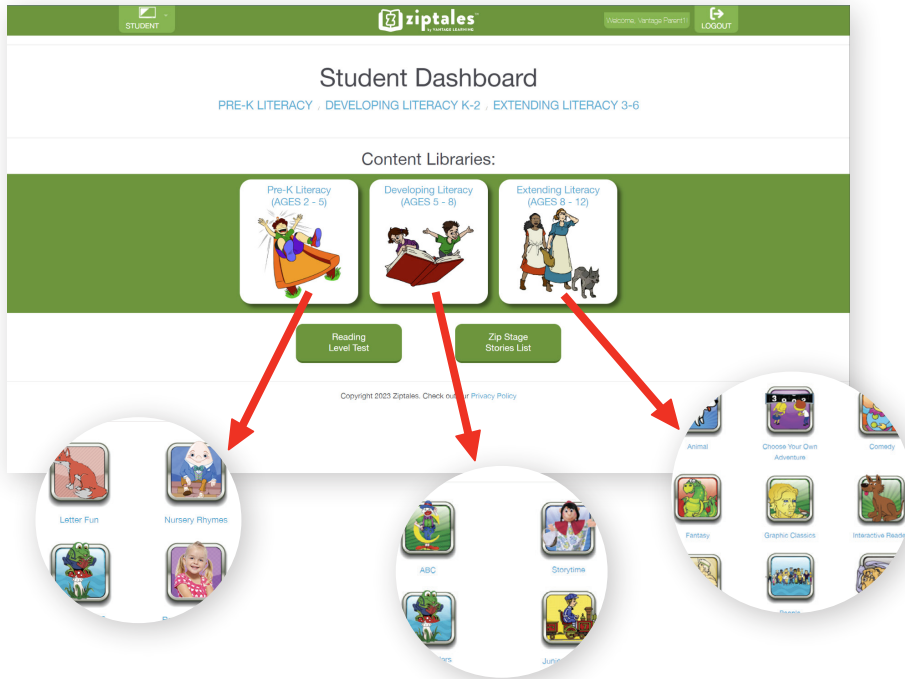 STUDENT
ziptales™
by VANTAGE LEARNING
Welcome, Vantage Parent1!
LOGOUT
Student Dashboard
PRE-K LITERACY / DEVELOPING LITERACY K-2 / EXTENDING LITERACY 3-6
Content Libraries:
Pre-K Literacy
(AGES 2 - 5)
Developing Literacy
(AGES 5 - 8)
Extending Literacy
(AGES 8 - 12)
Reading
Level Test
Zip Stage
Stories List
Copyright 2023 Ziptales. Check our Privacy Policy
Letter Fun
Nursery Rhymes
ABC
Storytime
Animal
Choose Your Own
Adventure
Comedy
Fantasy
Graphic Classics
Interactive Reade